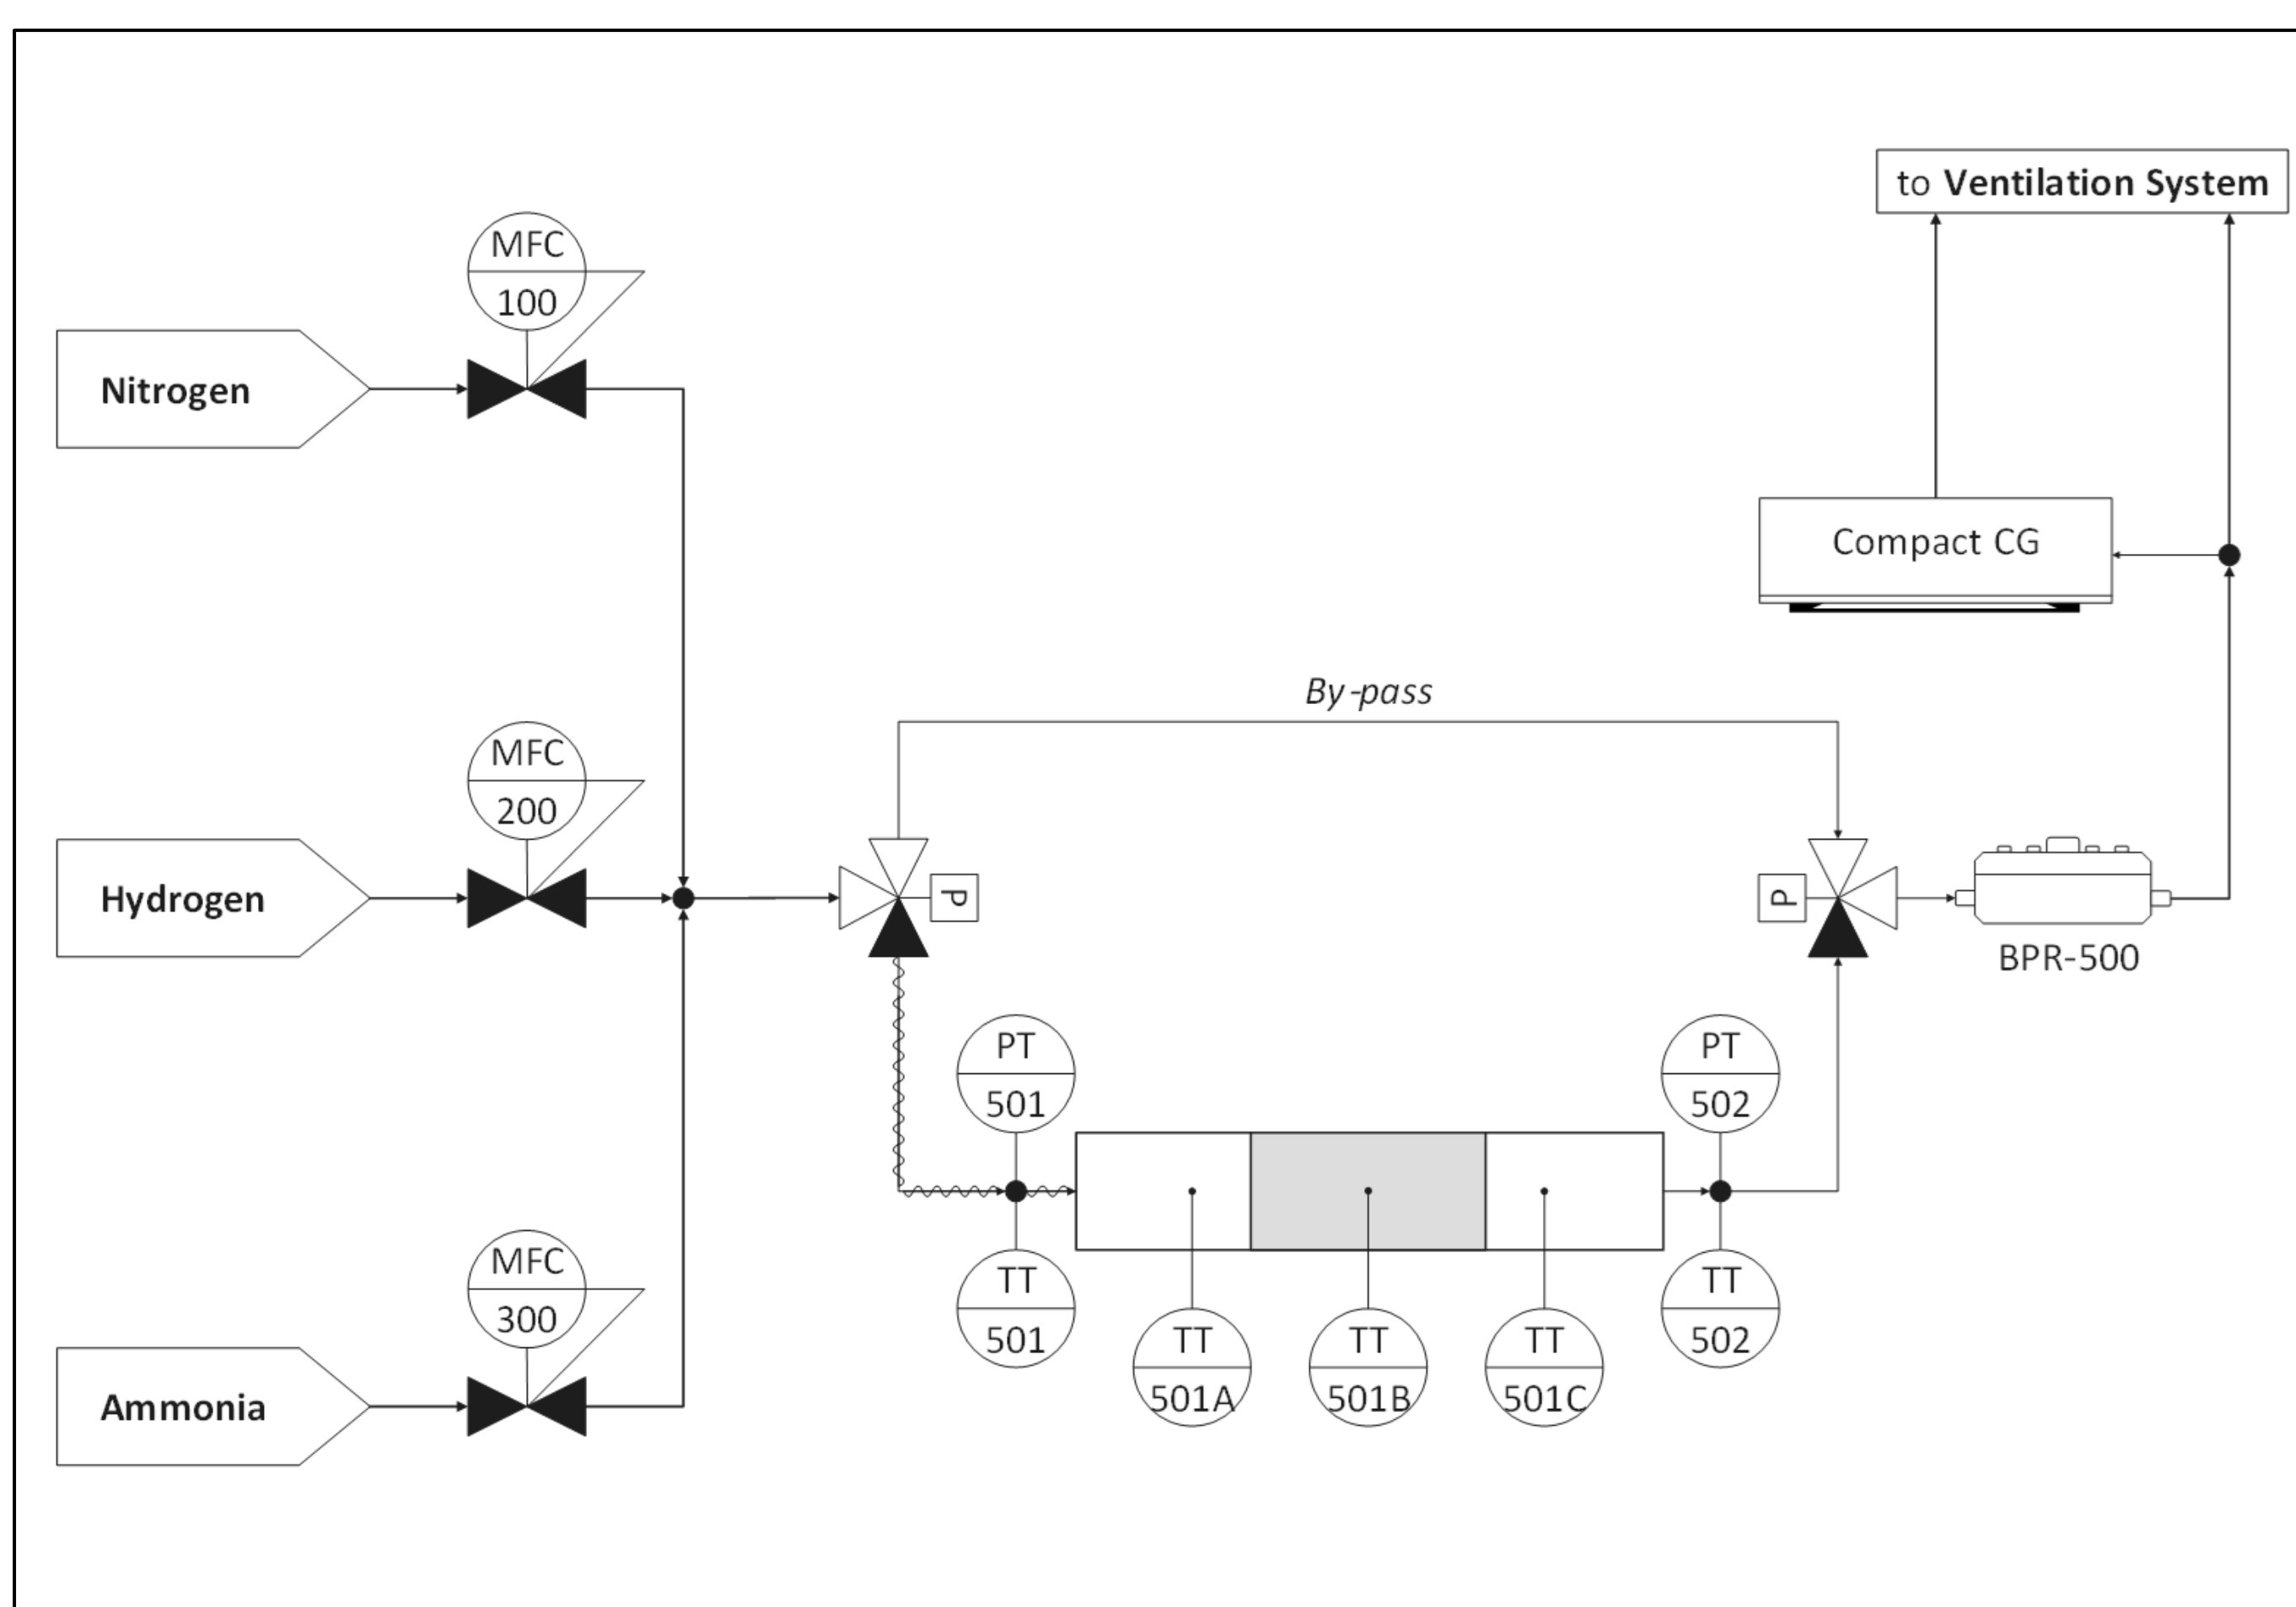 to Ventilation System
MFC
100
Nitrogen
Compact CG
By-pass
MFC
200
Hydrogen
P
P
BPR-500
PT
501
PT
502
MFC
300
TT
501
TT
501A
TT
501B
TT
501C
TT
502
Ammonia